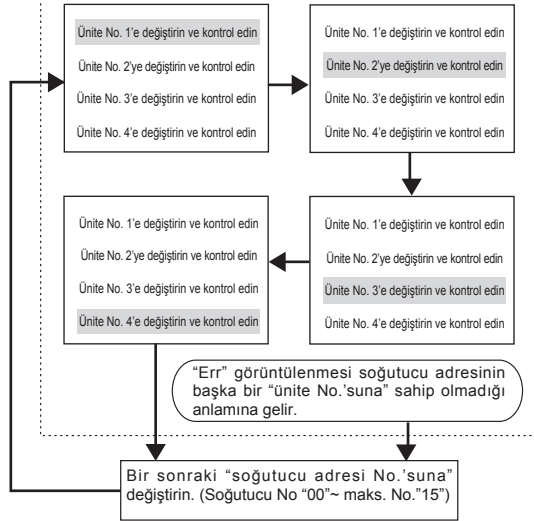 Ünite No. 1’e değiştirin ve kontrol edin
Ünite No. 2’ye değiştirin ve kontrol edin
Ünite No. 3’e değiştirin ve kontrol edin
Ünite No. 4’e değiştirin ve kontrol edin
Ünite No. 1’e değiştirin ve kontrol edin
Ünite No. 2’ye değiştirin ve kontrol edin
Ünite No. 3’e değiştirin ve kontrol edin
Ünite No. 4’e değiştirin ve kontrol edin
Ünite No. 1’e değiştirin ve kontrol edin
Ünite No. 2’ye değiştirin ve kontrol edin
Ünite No. 3’e değiştirin ve kontrol edin
Ünite No. 4’e değiştirin ve kontrol edin
Ünite No. 1’e değiştirin ve kontrol edin
Ünite No. 2’ye değiştirin ve kontrol edin
Ünite No. 3’e değiştirin ve kontrol edin
Ünite No. 4’e değiştirin ve kontrol edin
“Err” görüntülenmesi soğutucu adresinin
başka bir “ünite No.’suna” sahip olmadığı
anlamına gelir.
Bir sonraki “soğutucu adresi No.’suna”
değiştirin. (Soğutucu No “00”~ maks. No.”15”)